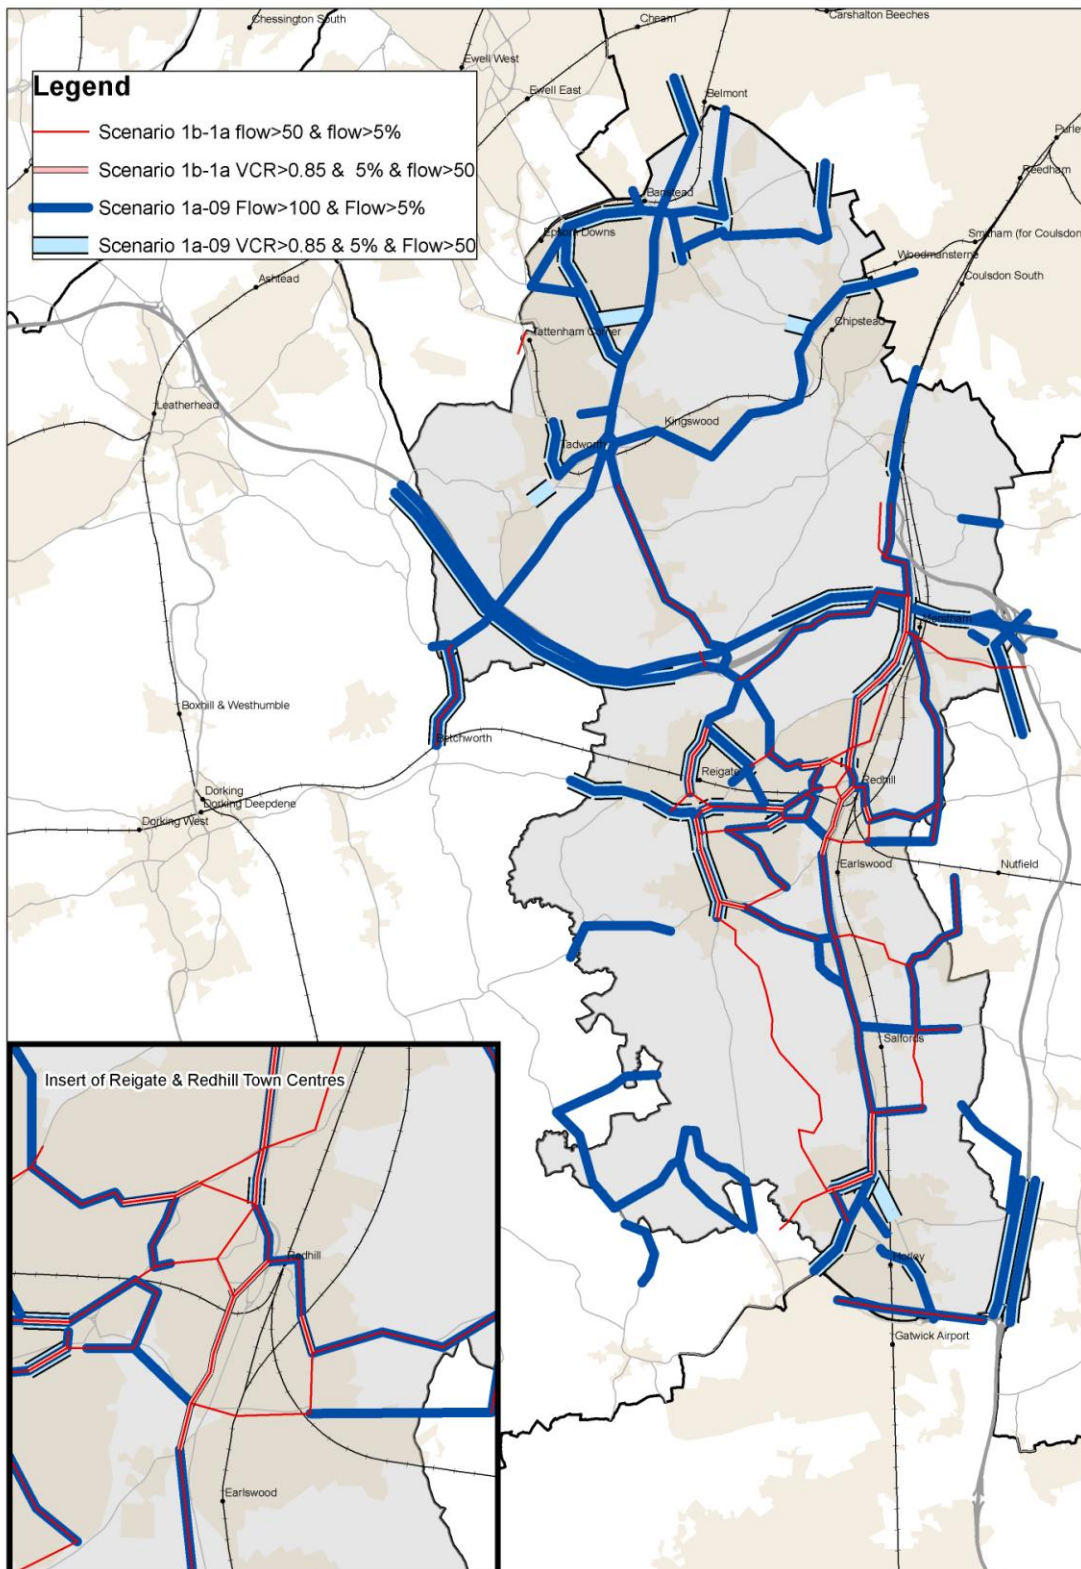 Chessington South
Cheam
Carshalton Beeches
Ewell West
Legend
Ewell East
Belmont
Scenario 1b-1a flow>50 & flow>5%
Purley
Scenario 1b-1a VCR>0.85 & 5% & flow>50
Reedham
Scenario 1a-09 Flow>100 & Flow>5%
Banstead
Scenario 1a-09 VCR>0.85 & 5% & Flow>50
Epsom Downs
Smitham (for Coulsdon
Woodmansterne
Ashtead
Coulsdon South
Chipstead
Tattenham Corner
Leatherhead
Kingswood
Tadworth
Merstham
Boxhill & Westhumble
Betchworth
Reigate
Redhill
Dorking
Dorking Deepdene
Dorking West
Earlswood
Nutfield
Salfords
Insert of Reigate & Redhill Town Centres
Redhill
Horley
Gatwick Airport
Earlswood